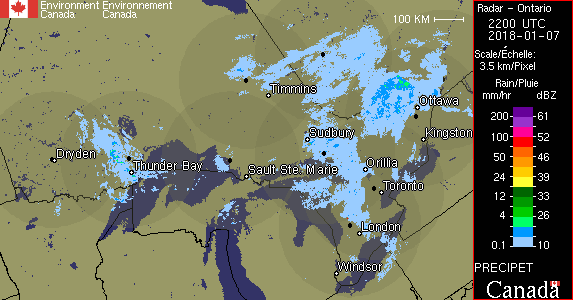 Environment Environnement
Canada Canada
100 KM
Timmins
Ottawa
Sudbury
Kingston
Dryden
Thunder Bay
Sault Ste. Marie
Orillia
Toronto
London
Windsor
Radar - Ontario
2200 UTC
2018-01-07
Scale/Échelle:
3.5 km/Pixel
Rain/Pluie
mm/hr dBZ
200 61
100 52
50 46
24 39
12 33
4 26
0.1 10
PRECIPET
Canada